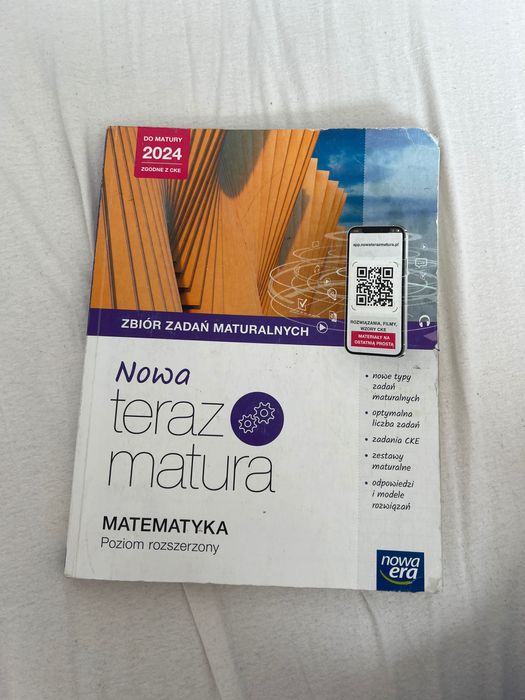 DO MATURY
2024
ZGODNE Z CKE
app.nowaterazmatura.pl
ROZWIĄZANIA, FILMY,
WZORY CKE
MATERIAŁY NA
OSTATNIĄ PROSTĄ
ZBIÓR ZADAŃ MATURALNYCH
Nowa
teraz
matura
• nowe typy
zadań
maturalnych
• optymalna
liczba zadań
• zadania CKE
• zestawy
maturalne
• odpowiedzi
i modele
rozwiązań
MATEMATYKA
Poziom rozszerzony
nowa
era